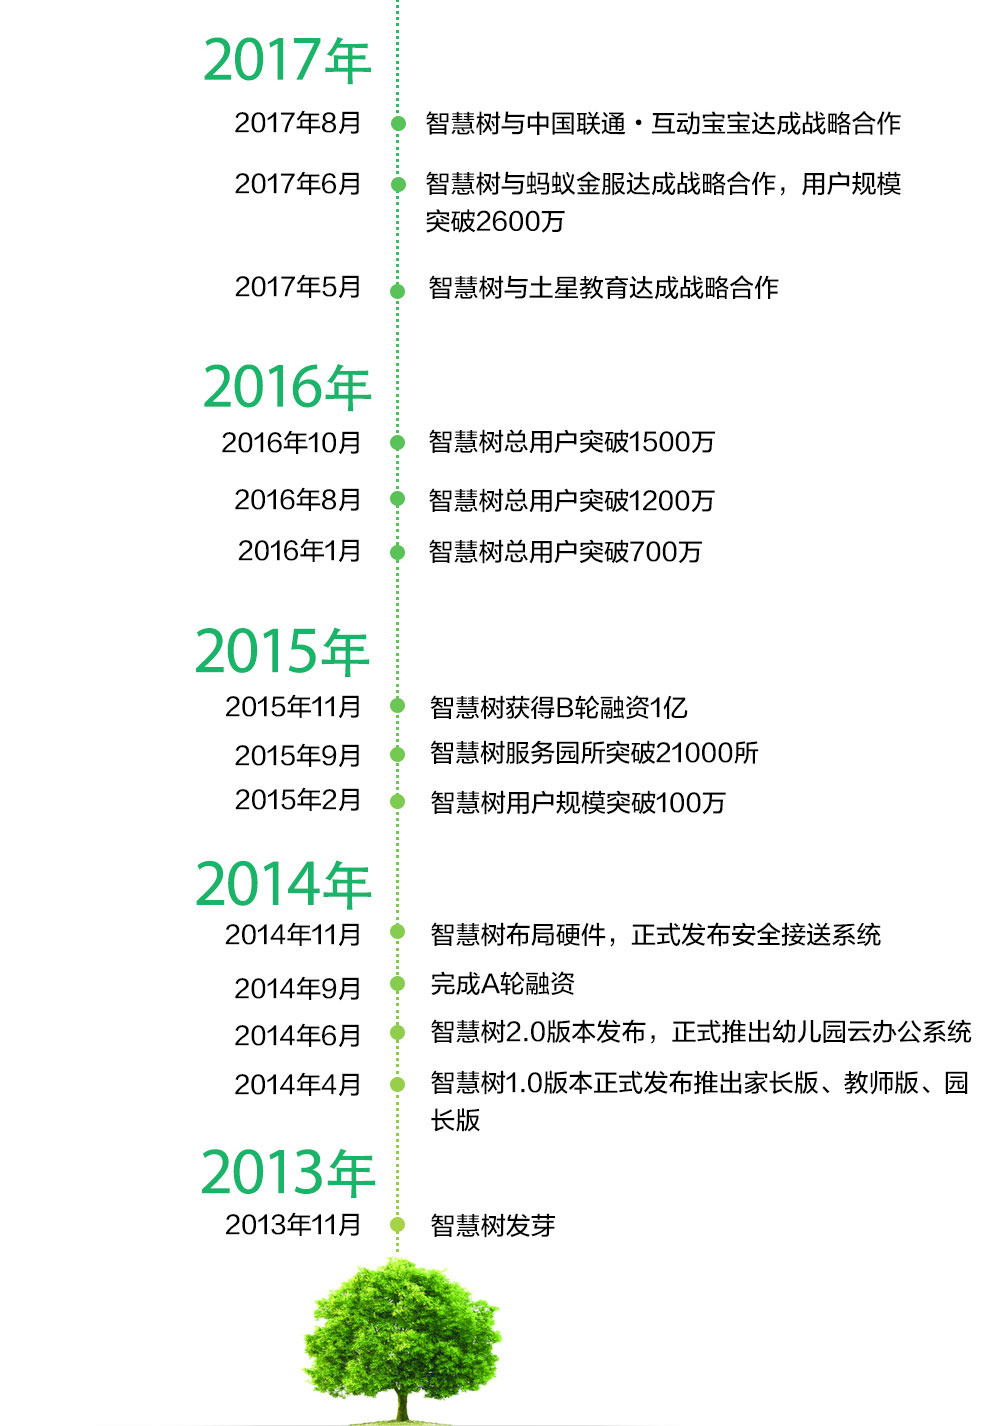 2017年
2017年8月 智慧树与中国联通·互动宝宝达成战略合作
2017年6月 智慧树与蚂蚁金服达成战略合作，用户规模
突破2600万
2017年5月 智慧树与土星教育达成战略合作
2016年
2016年10月 智慧树总用户突破1500万
2016年8月 智慧树总用户突破1200万
2016年1月 智慧树总用户突破700万
2015年
2015年11月 智慧树获得B轮融资1亿
2015年9月 智慧树服务园所突破21000所
2015年2月 智慧树用户规模突破100万
2014年
2014年11月 智慧树布局硬件，正式发布安全接送系统
2014年9月 完成A轮融资
2014年6月 智慧树2.0版本发布，正式推出幼儿园云办公系统
2014年4月 智慧树1.0版本正式发布推出家长版、教师版、园
长版
2013年
2013年11月 智慧树发芽